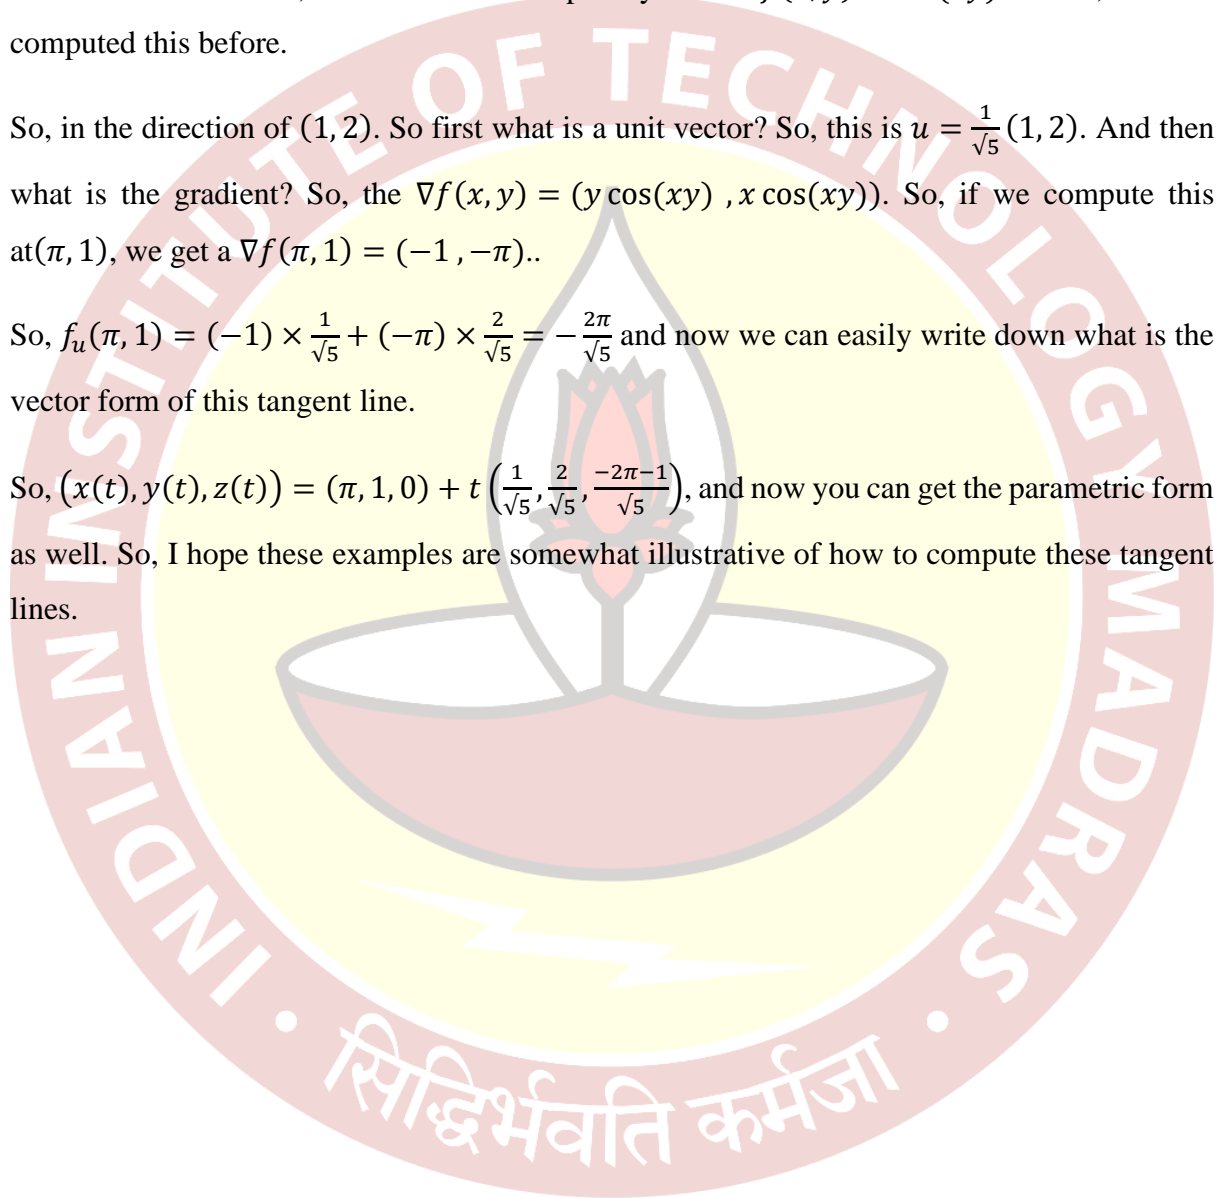 computed this before.
So, in the direction of (1, 2). So first what is a unit vector? So, this is u = 1/√5 (1, 2). And then
what is the gradient? So, the ∇f(x, y) = (y cos(xy) , x cos(xy)). So, if we compute this
at(π, 1), we get a ∇f(π, 1) = (−1 , −π)..
So, f_u(π, 1) = (−1) × 1/√5 + (−π) × 2/√5 = − 2π/√5 and now we can easily write down what is the
vector form of this tangent line.
So, (x(t), y(t), z(t)) = (π, 1, 0) + t (1/√5, 2/√5, −2π−1/√5), and now you can get the parametric form
as well. So, I hope these examples are somewhat illustrative of how to compute these tangent
lines.
INDIAN INSTITUTE OF TECHNOLOGY MADRAS
सिद्धिर्भवति कर्मजा